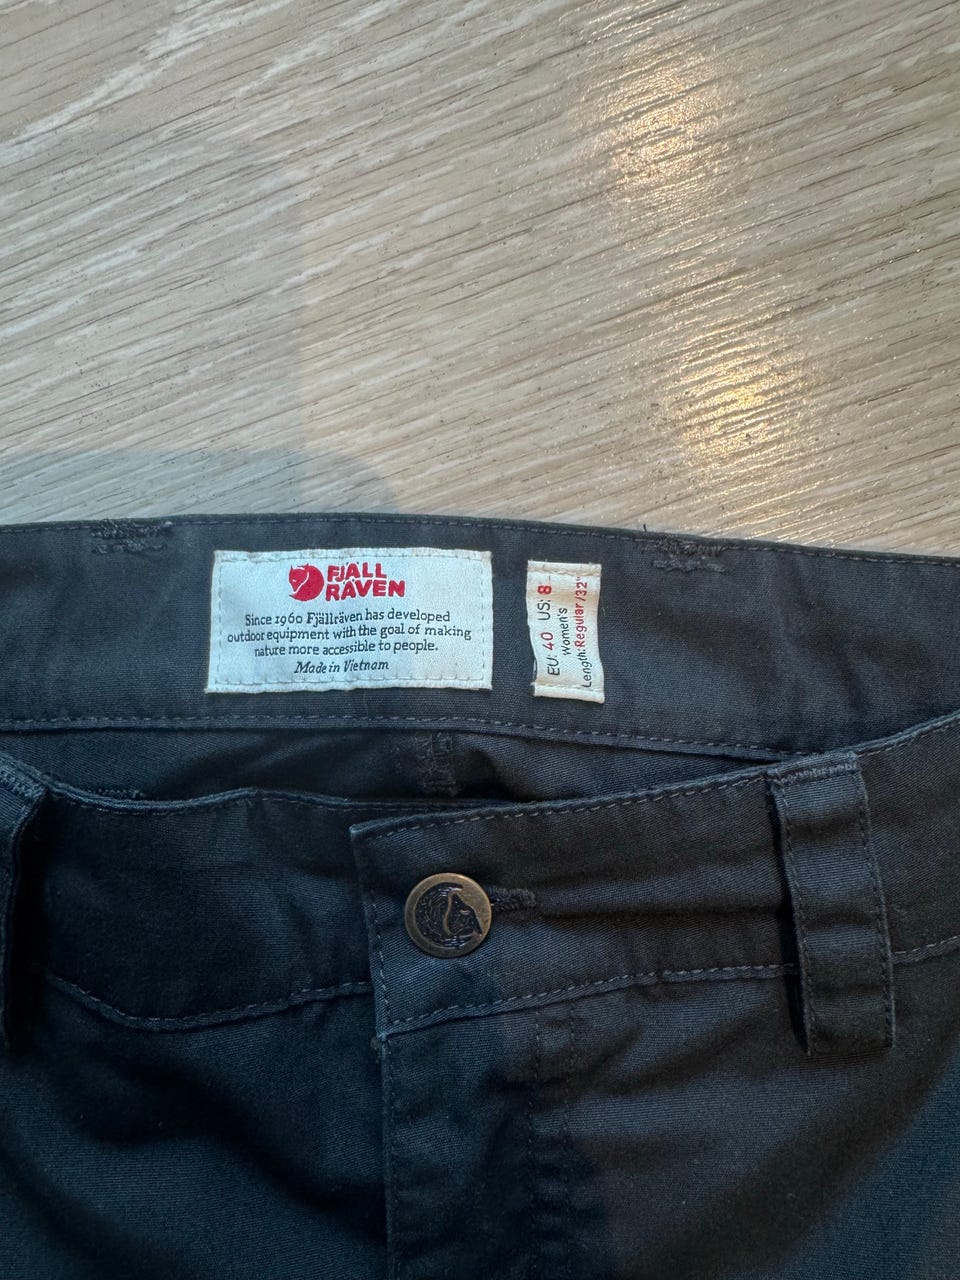 FJÄLL
RÄVEN
Since 1960 Fjällräven has developed
outdoor equipment with the goal of making
nature more accessible to people.
Made in Vietnam
EU: 40 US: 8
Women's
Length: Regular/32"